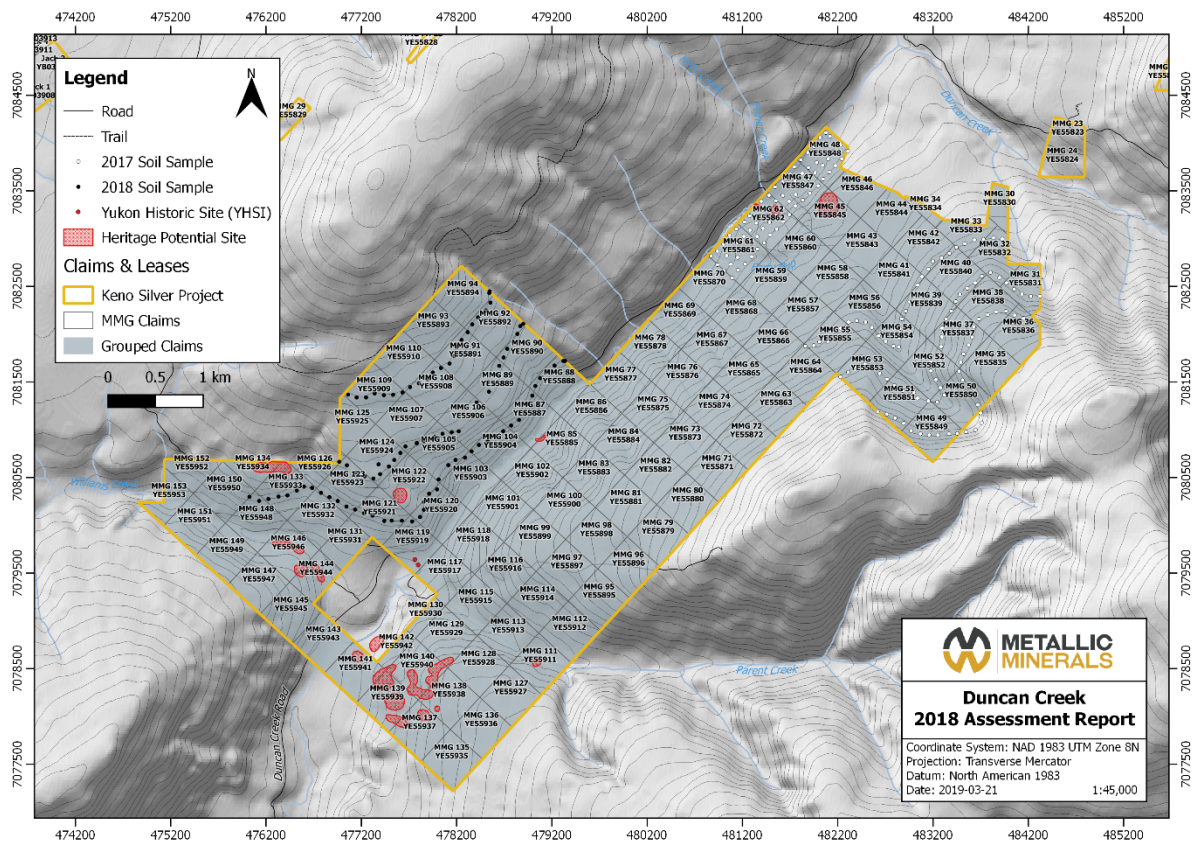 474200 475200 476200 477200 478200 479200 480200 481200 482200 483200 484200 485200
7084500
7083500
7082500
7081500
7080500
7079500
7078500
7077500
Legend
Road
Trail
2017 Soil Sample
2018 Soil Sample
Yukon Historic Site (YHSI)
Heritage Potential Site
Claims & Leases
Keno Silver Project
MMG Claims
Grouped Claims
0 0.5 1 km
N
YE55828
MMG 29
YE55829
MMG 23
YE55823
MMG 24
YE55824
Duncan Creek
MMG 48
YE55848
MMG 47
YE55847
MMG 46
YE55846
MMG 62
YE55862
MMG 45
YE55845
MMG 44
YE55844
MMG 34
YE55834
MMG 30
YE55830
MMG 33
YE55833
MMG 61
YE55861
MMG 60
YE55860
MMG 43
YE55843
MMG 42
YE55842
MMG 32
YE55832
MMG 70
YE55870
MMG 59
YE55859
MMG 58
YE55858
MMG 41
YE55841
MMG 40
YE55840
MMG 31
YE55831
MMG 94
YE55894
MMG 93
YE55893
MMG 92
YE55892
MMG 69
YE55869
MMG 68
YE55868
MMG 57
YE55857
MMG 56
YE55856
MMG 39
YE55839
MMG 38
YE55838
MMG 110
YE55910
MMG 91
YE55891
MMG 90
YE55890
MMG 78
YE55878
MMG 67
YE55867
MMG 66
YE55866
MMG 55
YE55855
MMG 54
YE55854
MMG 37
YE55837
MMG 36
YE55836
MMG 109
YE55909
MMG 108
YE55908
MMG 89
YE55889
MMG 88
YE55888
MMG 77
YE55877
MMG 76
YE55876
MMG 65
YE55865
MMG 64
YE55864
MMG 53
YE55853
MMG 52
YE55852
MMG 35
YE55835
MMG 125
YE55925
MMG 107
YE55907
MMG 106
YE55906
MMG 87
YE55887
MMG 86
YE55886
MMG 75
YE55875
MMG 74
YE55874
MMG 63
YE55863
MMG 51
YE55851
MMG 50
YE55850
MMG 49
YE55849
MMG 124
YE55924
MMG 105
YE55905
MMG 104
YE55904
MMG 85
YE55885
MMG 84
YE55884
MMG 73
YE55873
MMG 72
YE55872
MMG 152
YE55952
MMG 134
YE55934
MMG 126
YE55926
MMG 123
YE55923
MMG 122
YE55922
MMG 103
YE55903
MMG 102
YE55902
MMG 83
YE55883
MMG 82
YE55882
MMG 71
YE55871
MMG 153
YE55953
MMG 150
YE55950
MMG 133
YE55933
MMG 132
YE55932
MMG 121
YE55921
MMG 120
YE55920
MMG 101
YE55901
MMG 100
YE55900
MMG 81
YE55881
MMG 80
YE55880
MMG 151
YE55951
MMG 148
YE55948
MMG 131
YE55931
MMG 119
YE55919
MMG 118
YE55918
MMG 99
YE55899
MMG 98
YE55898
MMG 79
YE55879
MMG 149
YE55949
MMG 146
YE55946
MMG 147
YE55947
MMG 144
YE55944
MMG 117
YE55917
MMG 116
YE55916
MMG 97
YE55897
MMG 96
YE55896
MMG 145
YE55945
MMG 130
YE55930
MMG 115
YE55915
MMG 114
YE55914
MMG 95
YE55895
MMG 143
YE55943
MMG 142
YE55942
MMG 129
YE55929
MMG 113
YE55913
MMG 112
YE55912
MMG 141
YE55941
MMG 140
YE55940
MMG 128
YE55928
MMG 111
YE55911
MMG 139
YE55939
MMG 138
YE55938
MMG 127
YE55927
MMG 137
YE55937
MMG 136
YE55936
MMG 135
YE55935
Parent Creek
Duncan Creek Road
METALLIC
MINERALS
Duncan Creek
2018 Assessment Report
Coordinate System: NAD 1983 UTM Zone 8N
Projection: Transverse Mercator
Datum: North American 1983
Date: 2019-03-21 1:45,000
7084500
7083500
7082500
7081500
7080500
7079500
7078500
7077500
474200 475200 476200 477200 478200 479200 480200 481200 482200 483200 484200 485200